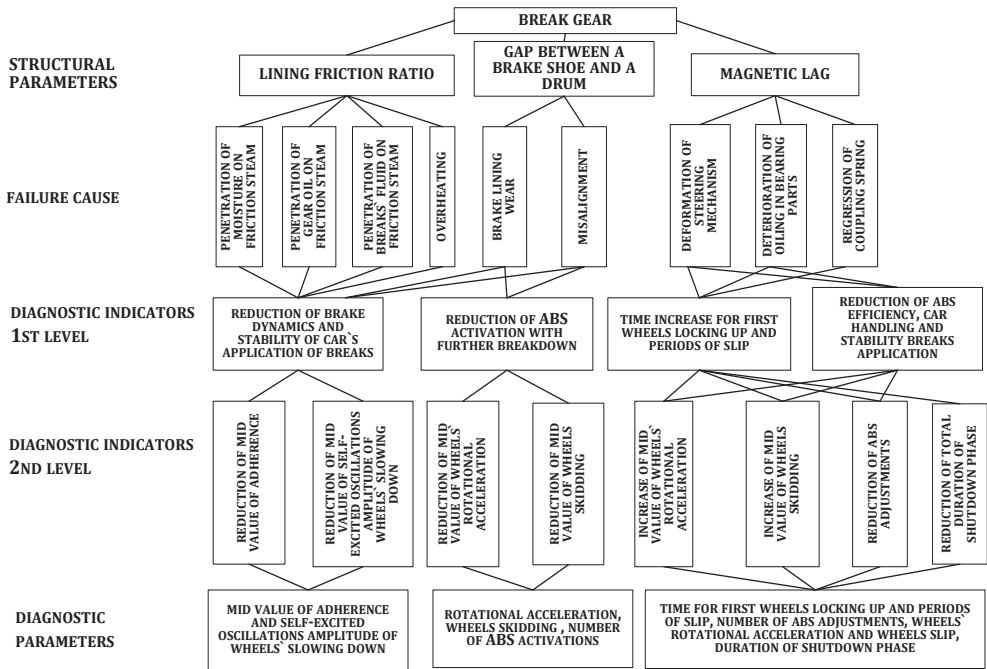 BREAK GEAR
STRUCTURAL
PARAMETERS
LINING FRICTION RATIO
GAP BETWEEN A
BRAKE SHOE AND A
DRUM
MAGNETIC LAG
FAILURE CAUSE
PENETRATION OF
MOISTURE ON
FRICTION STEAM
PENETRATION OF
GEAR OIL ON
FRICTION STEAM
PENETRATION OF
BREAKS` FLUID ON
FRICTION STEAM
OVERHEATING
BRAKE LINING
WEAR
MISALIGNMENT
DEFORMATION OF
STEERING
MECHANISM
DETERIORATION OF
OILING IN BEARING
PARTS
REGRESSION OF
COUPLING SPRING
DIAGNOSTIC INDICATORS
1ST LEVEL
REDUCTION OF BRAKE
DYNAMICS AND
STABILITY OF CAR`S
APPLICATION OF BREAKS
REDUCTION OF ABS
ACTIVATION WITH
FURTHER BREAKDOWN
TIME INCREASE FOR FIRST
WHEELS LOCKING UP AND
PERIODS OF SLIP
REDUCTION OF ABS
EFFICIENCY, CAR
HANDLING AND
STABILITY BREAKS
APPLICATION
DIAGNOSTIC INDICATORS
2ND LEVEL
REDUCTION OF MID
VALUE OF ADHERENCE
REDUCTION OF MID
VALUE OF SELF-
EXCITED OSCILLATIONS
AMPLITUDE OF
WHEELS` SLOWING
DOWN
REDUCTION OF MID
VALUE OF WHEELS`
ROTATIONAL
ACCELERATION
REDUCTION OF MID
VALUE OF WHEELS
SKIDDING
INCREASE OF MID
VALUE OF WHEELS`
ROTATIONAL
ACCELERATION
INCREASE OF MID
VALUE OF WHEELS
SKIDDING
REDUCTION OF ABS
ADJUSTMENTS
REDUCTION OF TOTAL
DURATION OF
SHUTDOWN PHASE
DIAGNOSTIC
PARAMETERS
MID VALUE OF ADHERENCE
AND SELF-EXCITED
OSCILLATIONS AMPLITUDE OF
WHEELS` SLOWING DOWN
ROTATIONAL ACCELERATION,
WHEELS SKIDDING , NUMBER
OF ABS ACTIVATIONS
TIME FOR FIRST WHEELS LOCKING UP AND PERIODS
OF SLIP, NUMBER OF ABS ADJUSTMENTS, WHEELS`
ROTATIONAL ACCELERATION AND WHEELS SLIP,
DURATION OF SHUTDOWN PHASE